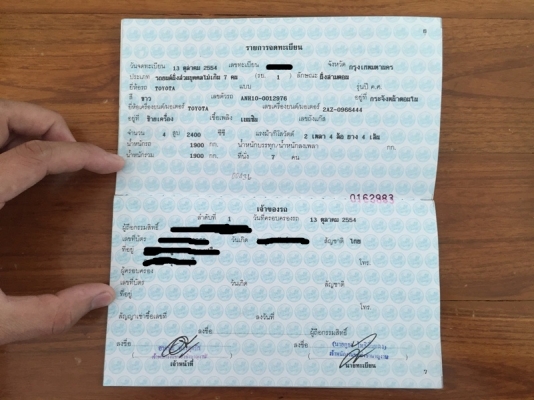 8
รายการจดทะเบียน
วันจดทะเบียน 13 ตุลาคม 2554 เลขทะเบียน จังหวัด กรุงเทพมหานคร
ประเภท รถยนต์นั่งส่วนบุคคลไม่เกิน 7 คน (รย. 1 ) ลักษณะ
ยี่ห้อรถ TOYOTA แบบ รุ่นปี ค.ศ.
สี ขาว เลขตัวรถ ANH10-0012976 อยู่ที่
ยี่ห้อเครื่องยนต์/มอเตอร์ TOYOTA เลขเครื่องยนต์/มอเตอร์ 2AZ-0966444
อยู่ที่ เชื้อเพลิง เบนซิน เลขถังแก๊ส
จำนวน 4 สูบ 2400 ซีซี 2 เพลา 4 ล้อ ยาง 4 เส้น
น้ำหนักรถ 1900 กก. น้ำหนักบรรทุก/น้ำหนักลงเพลา กก.
น้ำหนักรวม 1900 กก. ที่นั่ง 7 คน
0162983
เจ้าของรถ
ลำดับที่ 1 วันที่ครอบครองรถ 13 ตุลาคม 2554
ผู้ถือกรรมสิทธิ์
เลขที่บัตร วันเกิด สัญชาติ ไทย
ที่อยู่
โทร.
ผู้ครอบครอง
เลขที่บัตร วันเกิด สัญชาติ
ที่อยู่
โทร.
สัญญาเช่าซื้อเลขที่ ลงวันที่
ลงชื่อ ผู้ถือกรรมสิทธิ์
ลงชื่อ ลงชื่อ
เจ้าหน้าที่ นายทะเบียน
7